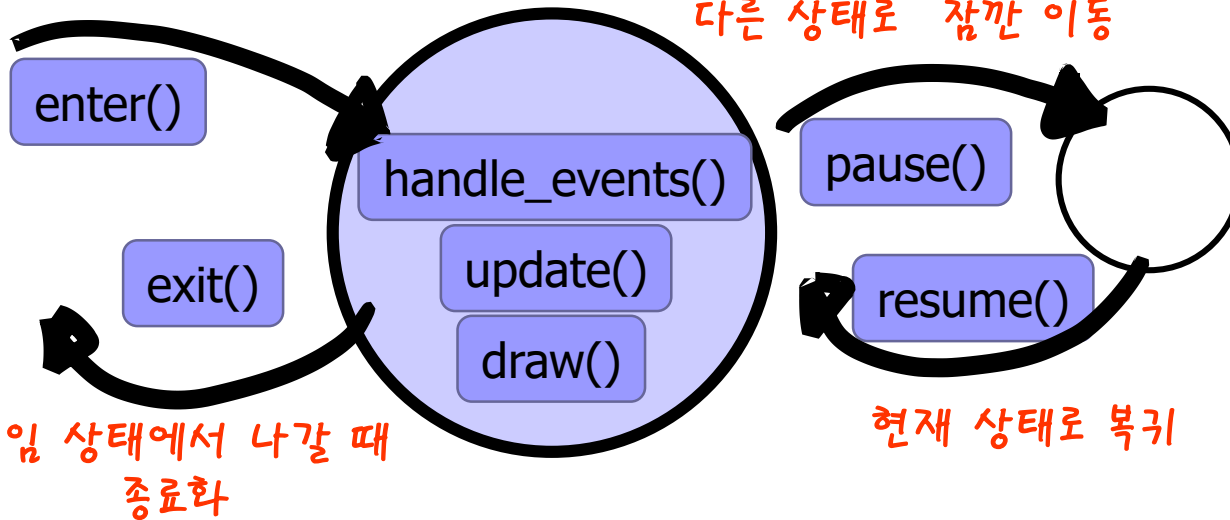 다른 상태로 잠깐 이동
enter()
pause()
handle_events()
exit()
update()
resume()
draw()
임 상태에서 나갈 때
종료화
현재 상태로 복귀